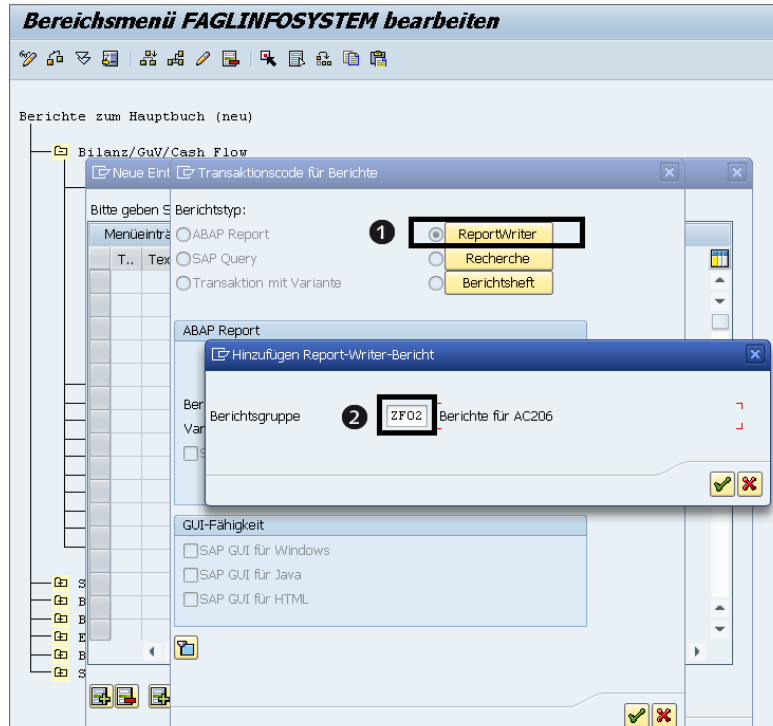 Bereichsmenü FAGLINFOSYSTEM bearbeiten
Berichte zum Hauptbuch (neu)
Bilanz/GuV/Cash Flow
Neue Eint
Transaktionscode für Berichte
Bitte geben S
Berichtstyp:
Menüeinträ
ABAP Report
1
ReportWriter
T.. Tex
SAP Query
Recherche
Transaktion mit Variante
Berichtsheft
ABAP Report
Hinzufügen Report-Writer-Bericht
Ber
Var
S
Berichtsgruppe
2
ZF02
Berichte für AC206
GUI-Fähigkeit
SAP GUI für Windows
SAP GUI für Java
SAP GUI für HTML
S
B
B
E
B
S